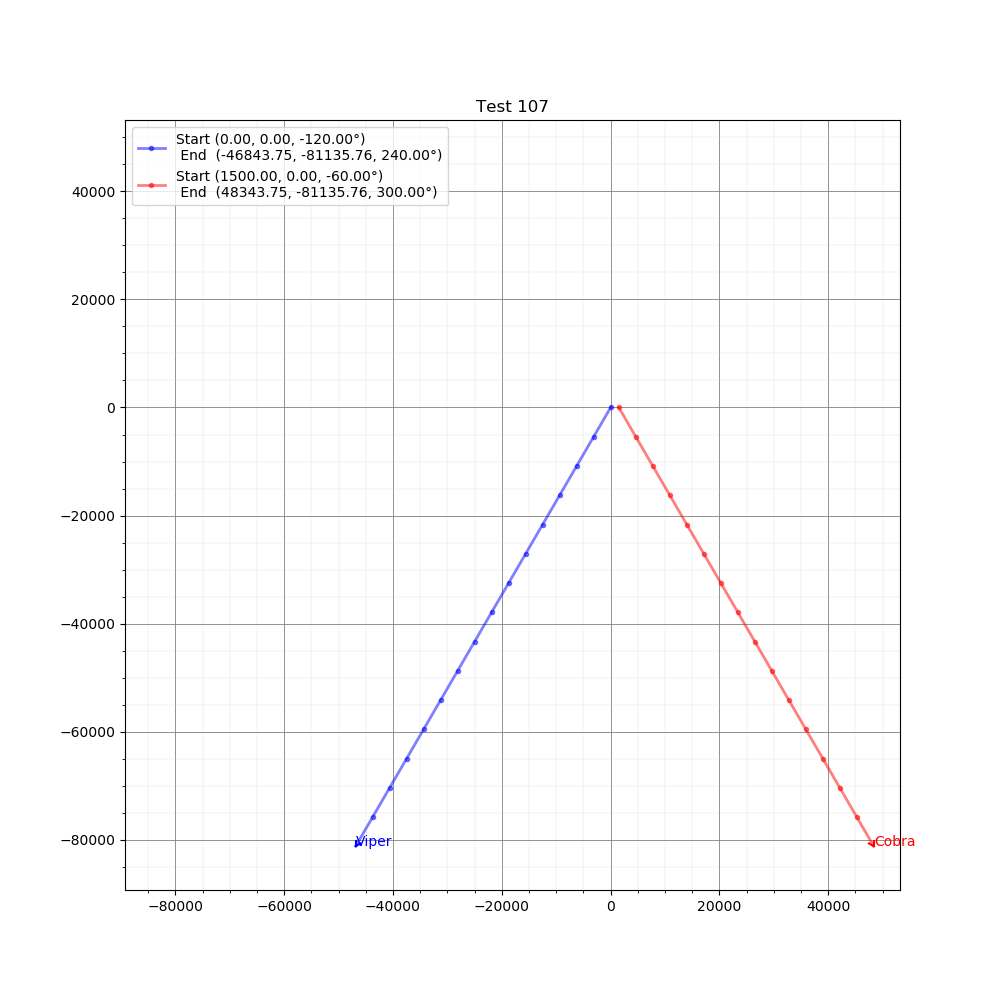 Test 107
Start (0.00, 0.00, -120.00°)
End  (-46843.75, -81135.76, 240.00°)
Start (1500.00, 0.00, -60.00°)
End  (48343.75, -81135.76, 300.00°)
40000
20000
0
−20000
−40000
−60000
−80000
Viper
Cobra
−80000
−60000
−40000
−20000
0
20000
40000